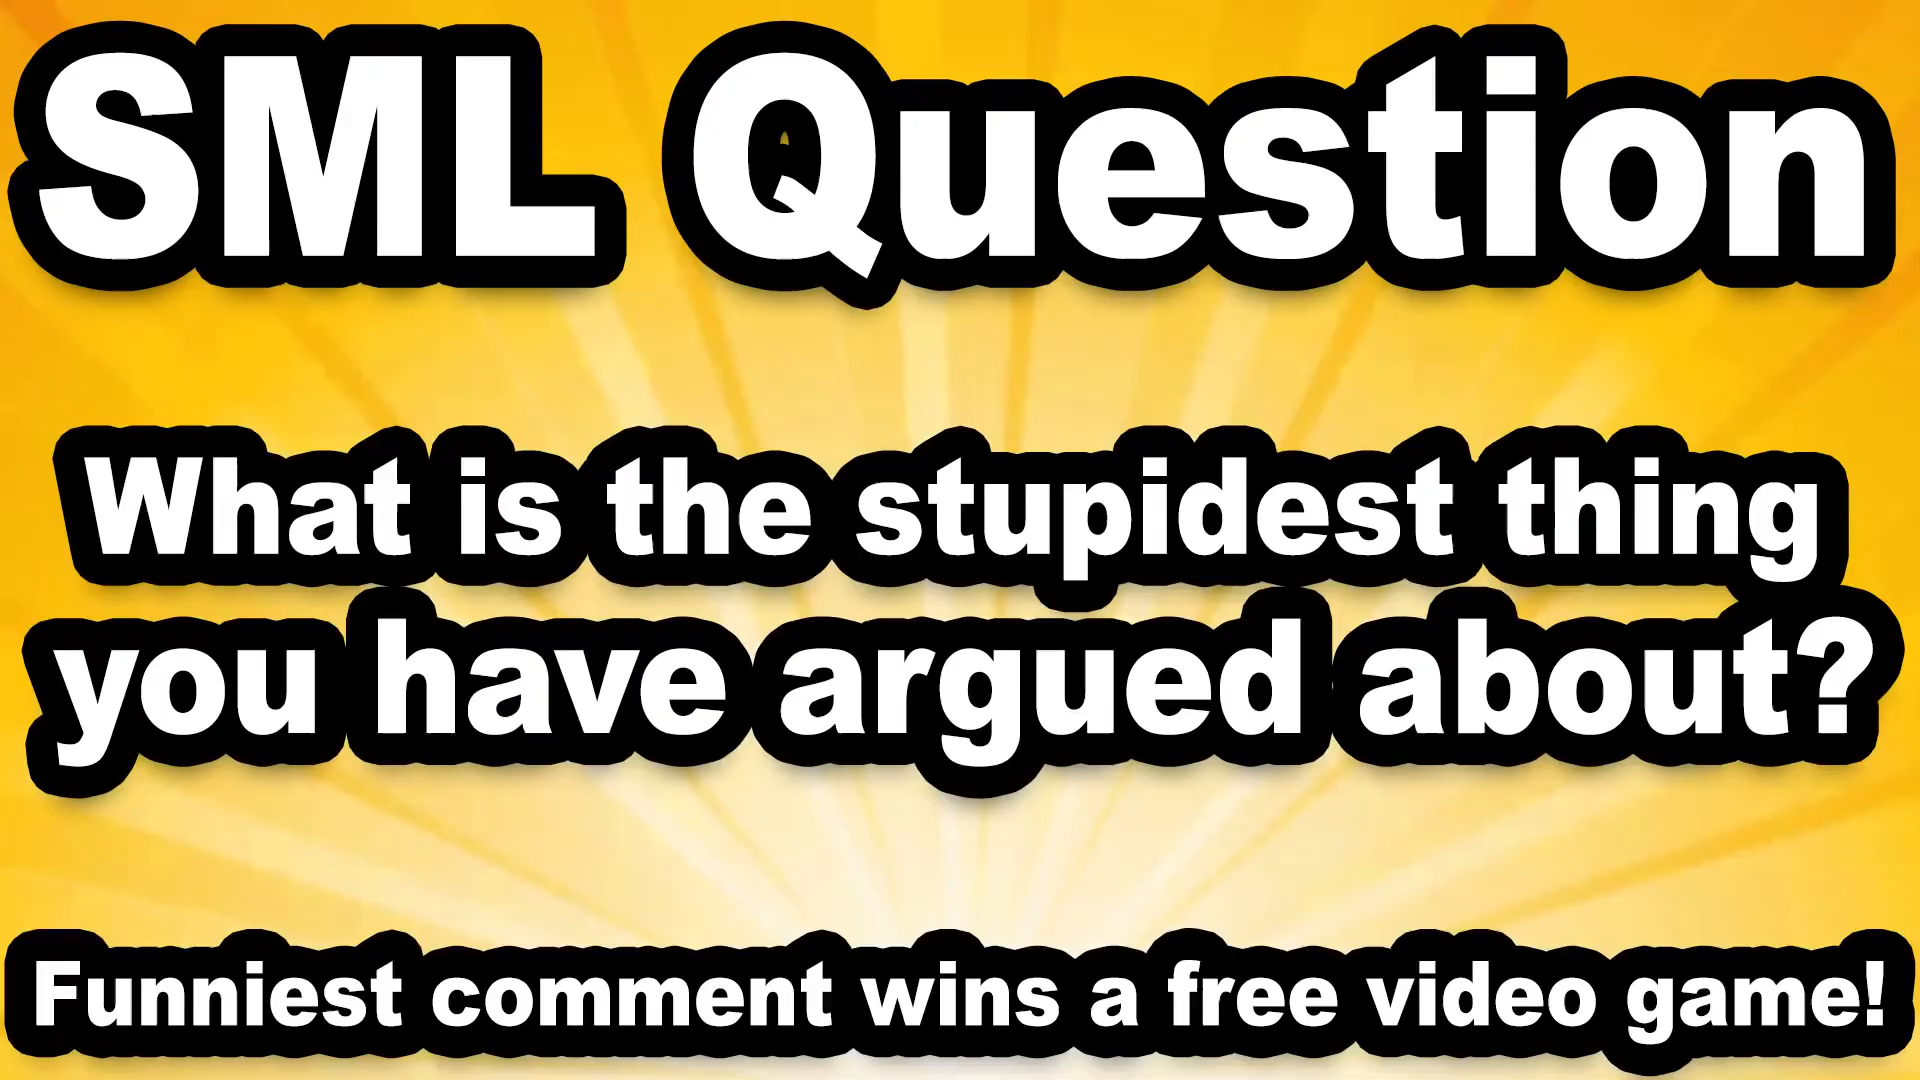 SML Question
What is the stupidest thing
you have argued about?
Funniest comment wins a free video game!